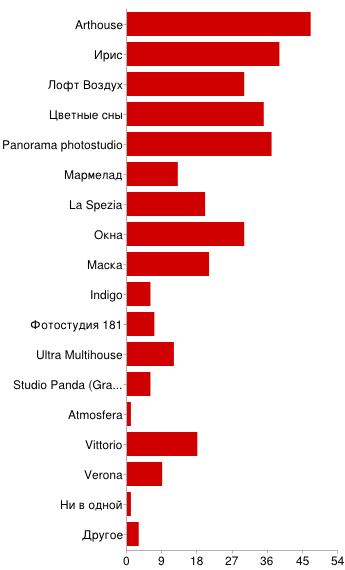 Arthouse
Ирис
Лофт Воздух
Цветные сны
Panorama photostudio
Мармелад
La Spezia
Окна
Маска
Indigo
Фотостудия 181
Ultra Multihouse
Studio Panda (Gra...
Atmosfera
Vittorio
Verona
Ни в одной
Другое
0 9 18 27 36 45 54